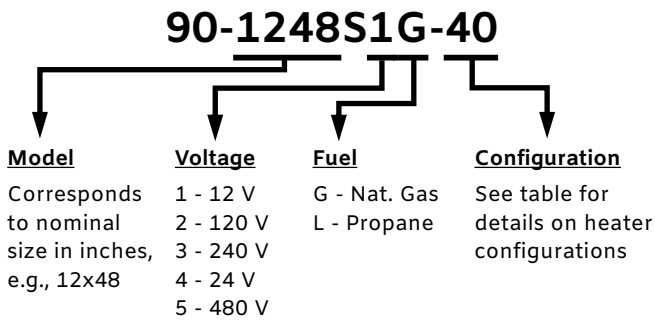 90-1248S1G-40
Model
Corresponds
to nominal
size in inches,
e.g., 12x48
Voltage
1 - 12 V
2 - 120 V
3 - 240 V
4 - 24 V
5 - 480 V
Fuel
G - Nat. Gas
L - Propane
Configuration
See table for
details on heater
configurations